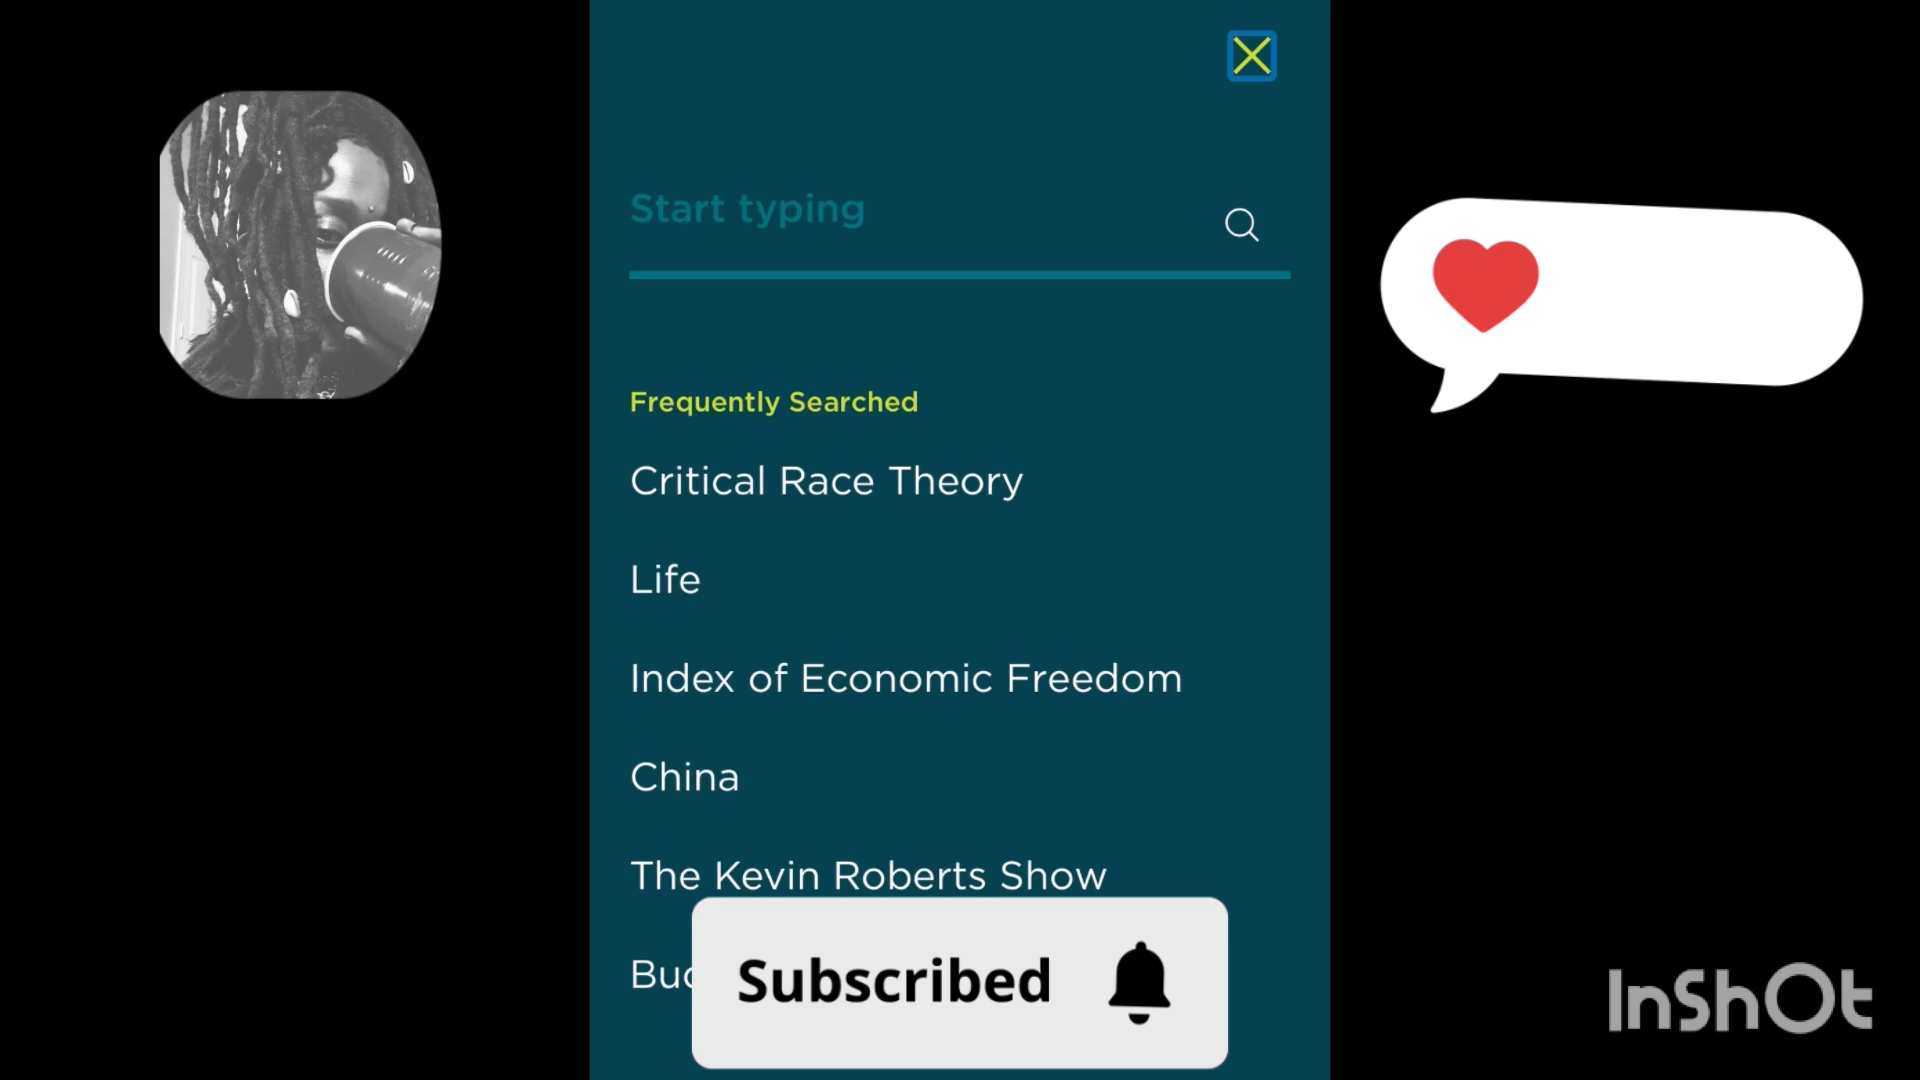 Start typing
Frequently Searched
Critical Race Theory
Life
Index of Economic Freedom
China
The Kevin Roberts Show
Subscribed
InShOt